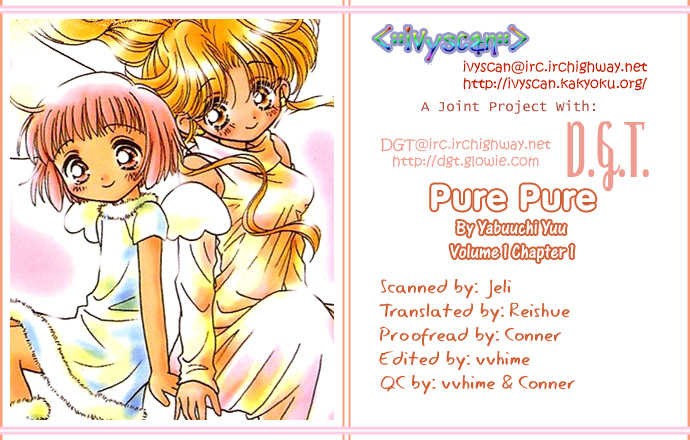 <::ivyscan::>
ivyscan@irc.irchighway.net
http://ivyscan.kakyoku.org/
A Joint Project With:
DGT@irc.irchighway.net
http://dgt.glowie.com
D.G.T.
Pure Pure
By Yabuuchi Yuu
Volume 1 Chapter 1
Scanned by: Jeli
Translated by: Reishue
Proofread by: Conner
Edited by: vvhime
QC by: vvhime & Conner